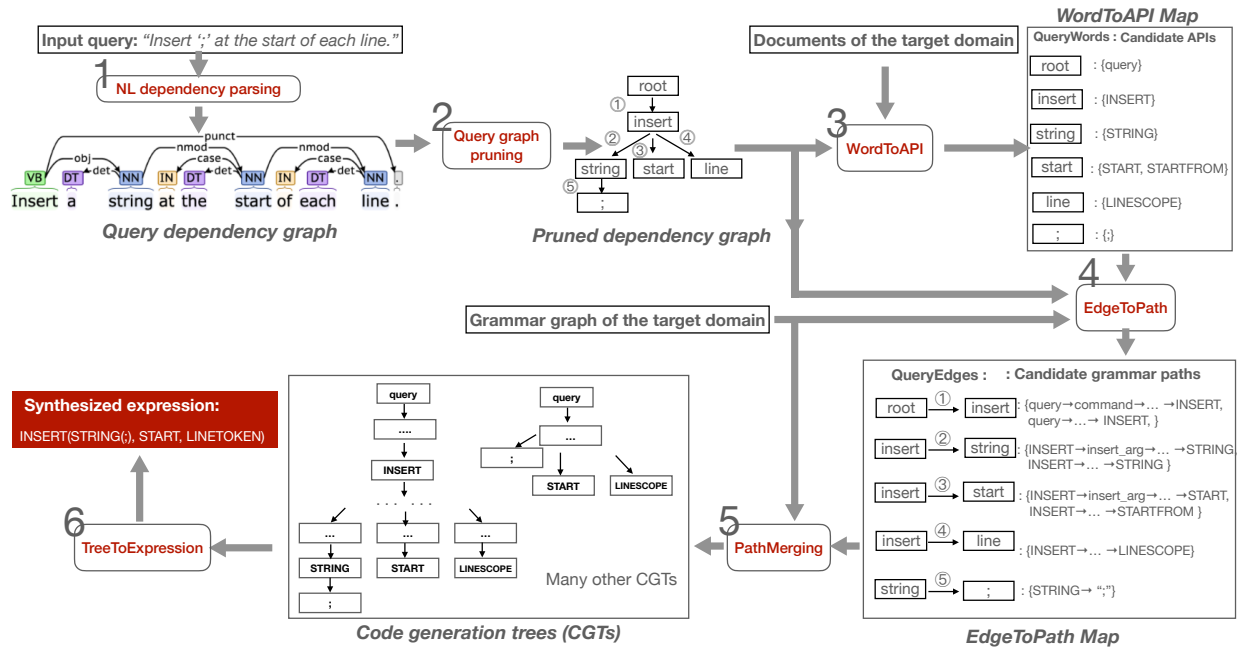 Input query: “Insert ‘;’ at the start of each line.”
1
NL dependency parsing
punct
nmod
nmod
obj
det
case
det
case
det
VB
DT
NN
IN
DT
NN
IN
DT
NN
.
Insert a string at the start of each line .
Query dependency graph
2
Query graph
pruning
root
①
insert
②
③
④
string
start
line
⑤
;
Pruned dependency graph
Documents of the target domain
3
WordToAPI
WordToAPI Map
QueryWords : Candidate APIs
root : {query}
insert : {INSERT}
string : {STRING}
start : {START, STARTFROM}
line : {LINESCOPE}
; : {;}
4
EdgeToPath
Grammar graph of the target domain
QueryEdges : : Candidate grammar paths
root ① insert : {query→command→... →INSERT,
query→...→ INSERT, }
insert ② string : {INSERT→insert_arg→... →STRING,
INSERT→... →STRING }
insert ③ start : {INSERT→insert_arg→... →START,
INSERT→... →STARTFROM }
insert ④ line : {INSERT→... →LINESCOPE}
string ⑤ ; : {STRING→ “;”}
EdgeToPath Map
5
PathMerging
query
....
INSERT
. . . . .
...
...
...
STRING
START
LINESCOPE
;
query
...
;
START
LINESCOPE
Many other CGTs
Code generation trees (CGTs)
6
TreeToExpression
Synthesized expression:
INSERT(STRING(;), START, LINETOKEN)